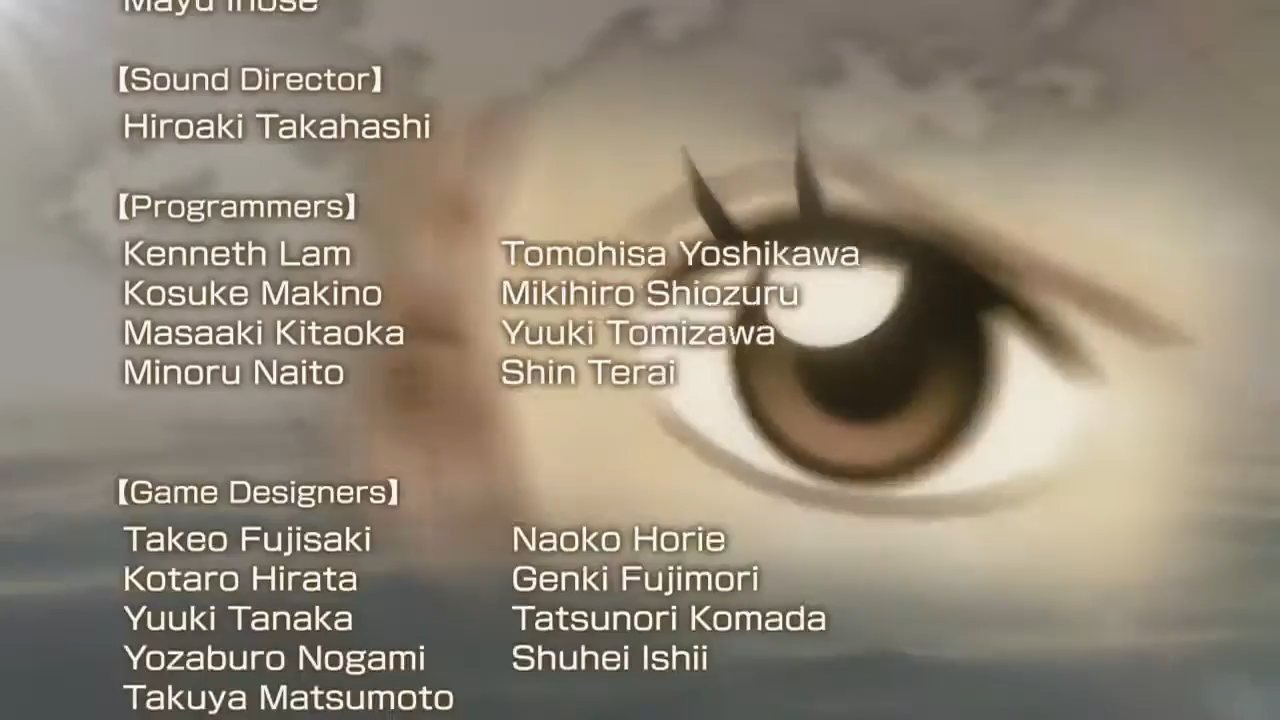 Mayu Inose
【Sound Director】
Hiroaki Takahashi
【Programmers】
Kenneth Lam Tomohisa Yoshikawa
Kosuke Makino Mikihiro Shiozuru
Masaaki Kitaoka Yuuki Tomizawa
Minoru Naito Shin Terai
【Game Designers】
Takeo Fujisaki Naoko Horie
Kotaro Hirata Genki Fujimori
Yuuki Tanaka Tatsunori Komada
Yozaburo Nogami Shuhei Ishii
Takuya Matsumoto